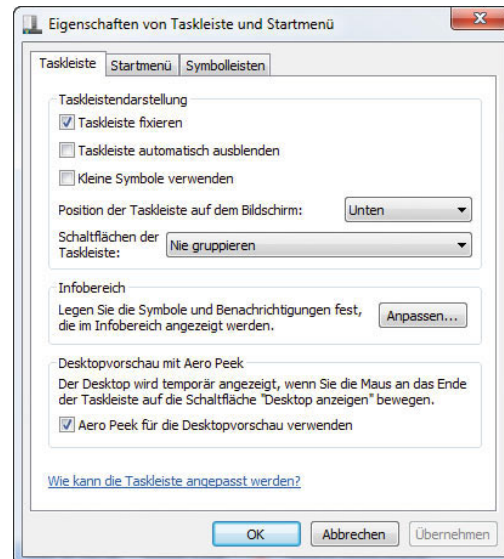 Eigenschaften von Taskleiste und Startmenü
Taskleiste Startmenü Symbolleisten
Taskleistendarstellung
Taskleiste fixieren
Taskleiste automatisch ausblenden
Kleine Symbole verwenden
Position der Taskleiste auf dem Bildschirm: Unten
Schaltflächen der
Taskleiste: Nie gruppieren
Infobereich
Legen Sie die Symbole und Benachrichtigungen fest,
die im Infobereich angezeigt werden. Anpassen...
Desktopvorschau mit Aero Peek
Der Desktop wird temporär angezeigt, wenn Sie die Maus an das Ende
der Taskleiste auf die Schaltfläche "Desktop anzeigen" bewegen.
Aero Peek für die Desktopvorschau verwenden
Wie kann die Taskleiste angepasst werden?
OK Abbrechen Übernehmen